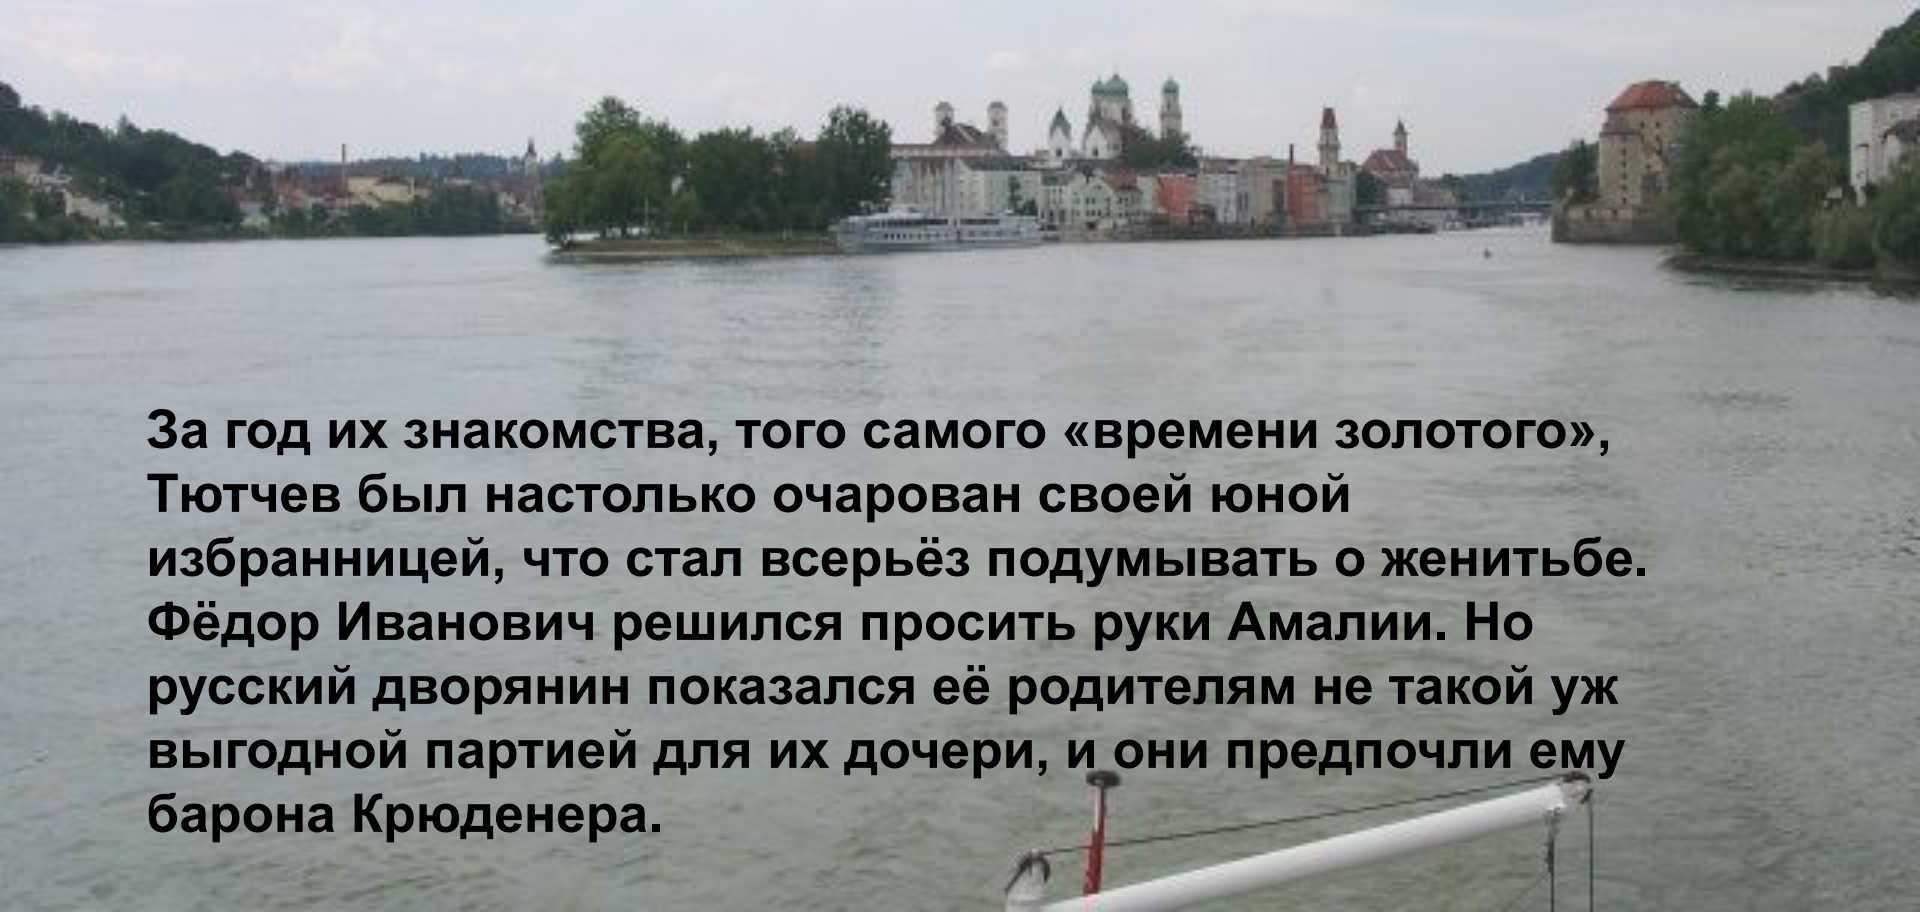 За год их знакомства, того самого «времени золотого»,
Тютчев был настолько очарован своей юной
избранницей, что стал всерьёз подумывать о женитьбе.
Фёдор Иванович решился просить руки Амалии. Но
русский дворянин показался её родителям не такой уж
выгодной партией для их дочери, и они предпочли ему
барона Крюденера.